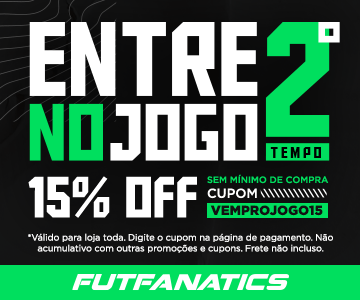 ENTRE
NO JOGO
2º
TEMPO
15% OFF
SEM MÍNIMO DE COMPRA
CUPOM
VEMPROJOGO15
*Válido para loja toda. Digite o cupom na página de pagamento. Não
acumulativo com outras promoções e cupons. Frete não incluso.
FUTFANATICS